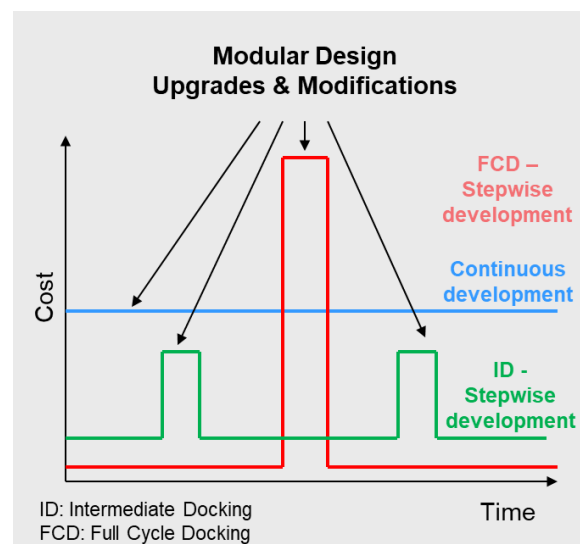 Modular Design
Upgrades & Modifications
FCD –
Stepwise
development
Continuous
development
Cost
ID -
Stepwise
development
ID: Intermediate Docking
Time
FCD: Full Cycle Docking